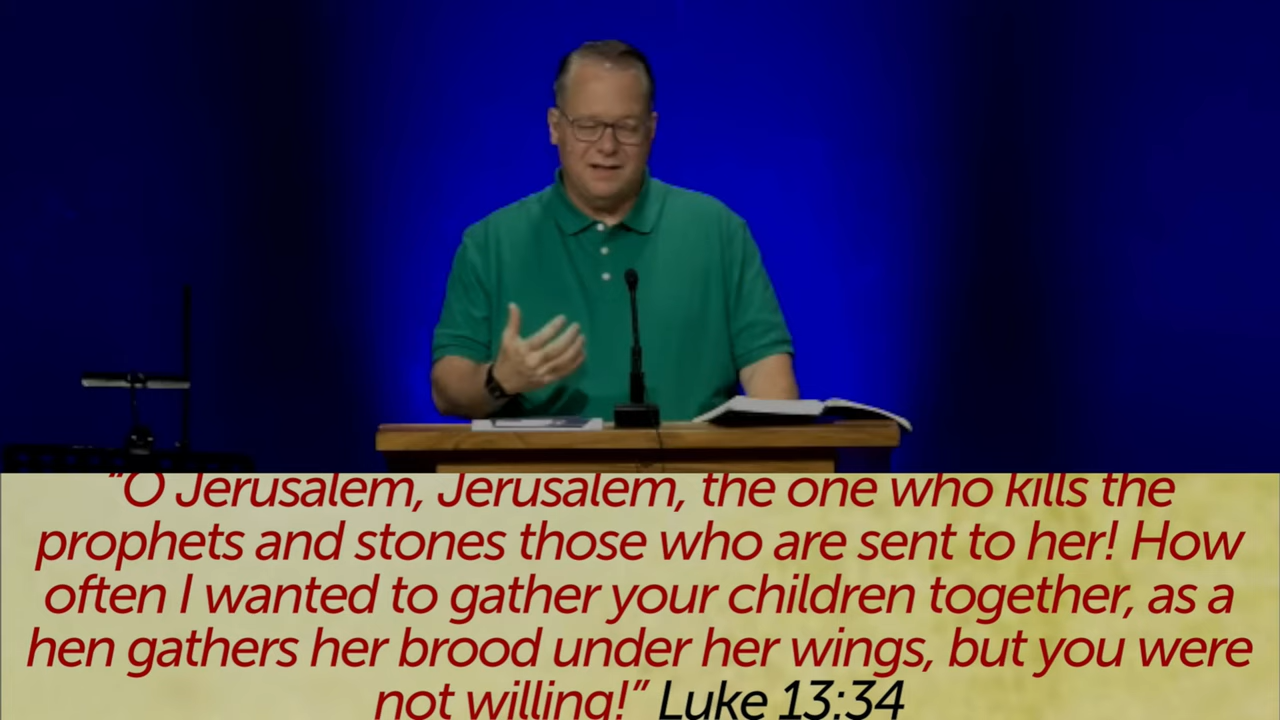 “O Jerusalem, Jerusalem, the one who kills the
prophets and stones those who are sent to her! How
often I wanted to gather your children together, as a
hen gathers her brood under her wings, but you were
not willing!” Luke 13:34